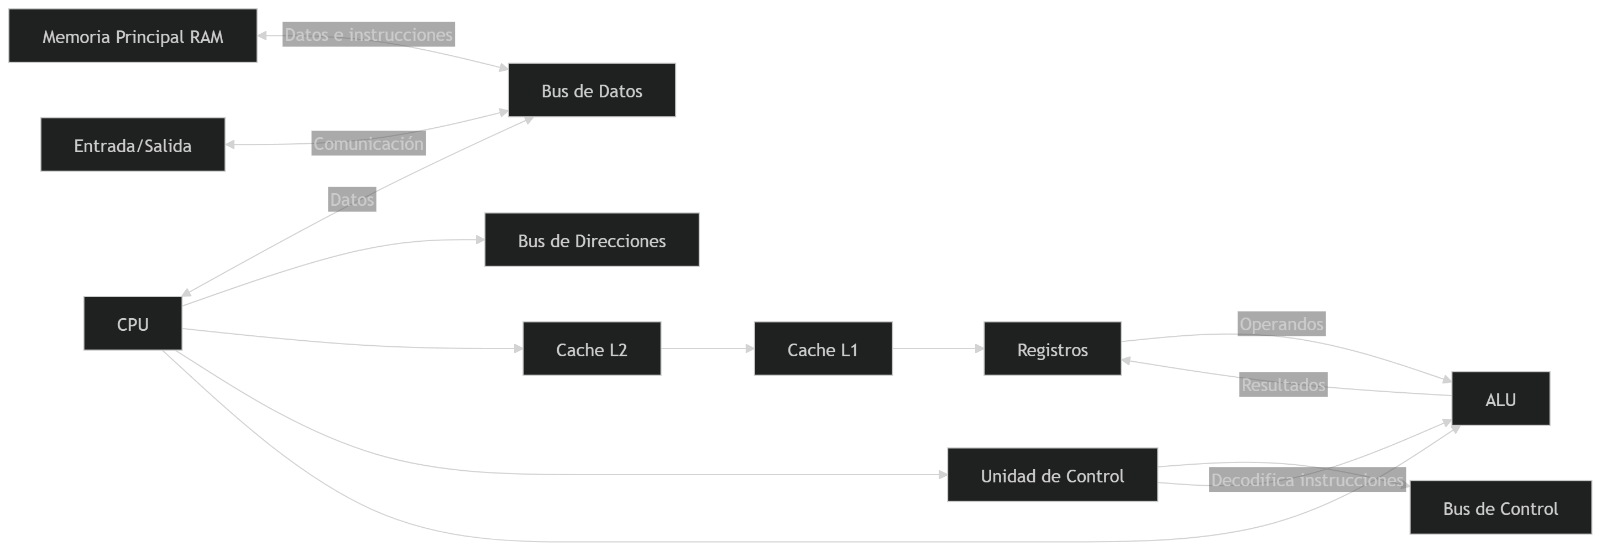 Memoria Principal RAM
Datos e instrucciones
Bus de Datos
Entrada/Salida
Comunicación
Datos
Bus de Direcciones
CPU
Cache L2
Cache L1
Registros
Operandos
Resultados
ALU
Unidad de Control
Decodifica instrucciones
Bus de Control